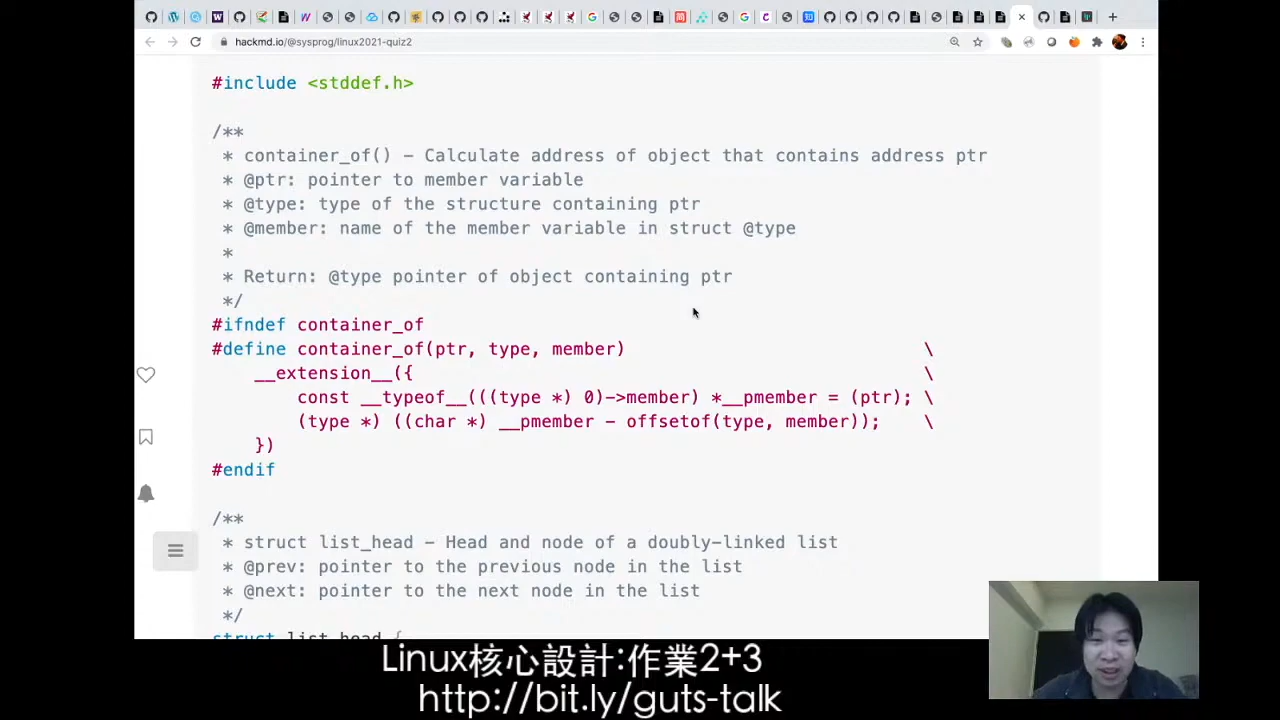 hackmd.io/@sysprog/linux2021-quiz2
#include <stddef.h>
/**
* container_of() - Calculate address of object that contains address ptr
* @ptr: pointer to member variable
* @type: type of the structure containing ptr
* @member: name of the member variable in struct @type
*
* Return: @type pointer of object containing ptr
*/
#ifndef container_of
#define container_of(ptr, type, member) \
__extension__({ \
const __typeof__(((type *) 0)->member) *__pmember = (ptr); \
(type *) ((char *) __pmember - offsetof(type, member)); \
})
#endif
/**
* struct list_head - Head and node of a doubly-linked list
* @prev: pointer to the previous node in the list
* @next: pointer to the next node in the list
*/
struct list_head {
Linux核心設計:作業2+3
http://bit.ly/guts-talk